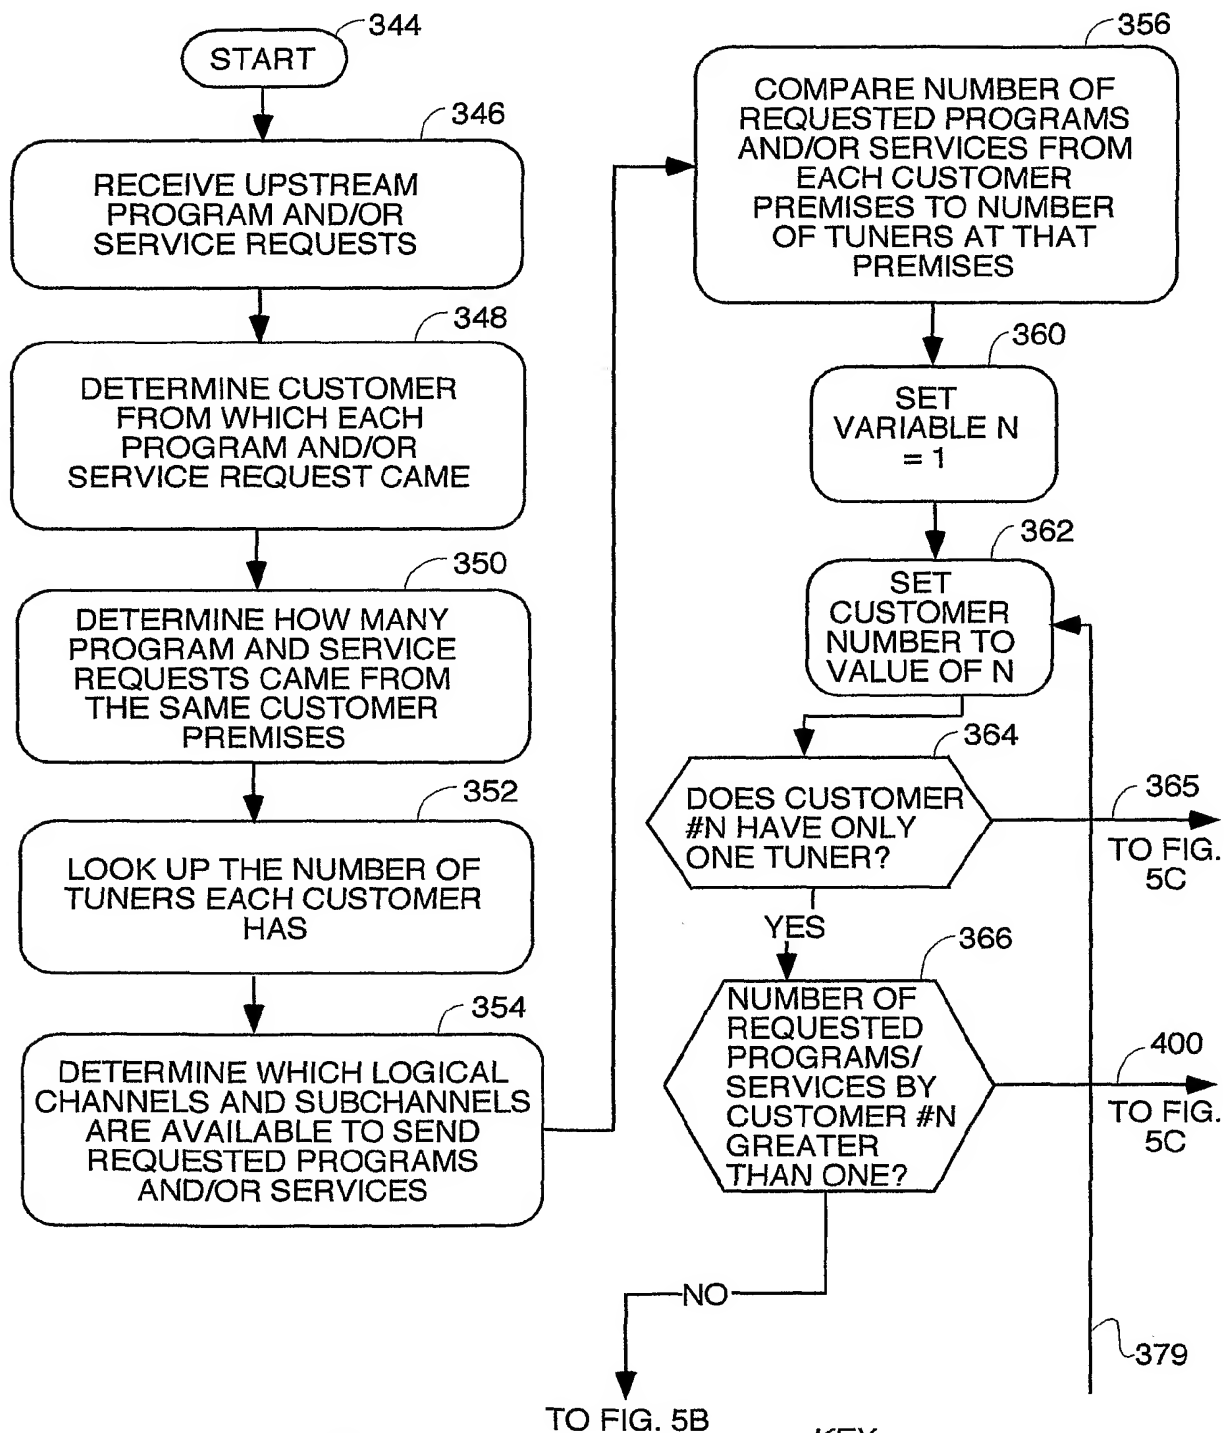 344
START
346
RECEIVE UPSTREAM
PROGRAM AND/OR
SERVICE REQUESTS
348
DETERMINE CUSTOMER
FROM WHICH EACH
PROGRAM AND/OR
SERVICE REQUEST CAME
350
DETERMINE HOW MANY
PROGRAM AND SERVICE
REQUESTS CAME FROM
THE SAME CUSTOMER
PREMISES
352
LOOK UP THE NUMBER OF
TUNERS EACH CUSTOMER
HAS
354
DETERMINE WHICH LOGICAL
CHANNELS AND SUBCHANNELS
ARE AVAILABLE TO SEND
REQUESTED PROGRAMS
AND/OR SERVICES
356
COMPARE NUMBER OF
REQUESTED PROGRAMS
AND/OR SERVICES FROM
EACH CUSTOMER
PREMISES TO NUMBER
OF TUNERS AT THAT
PREMISES
360
SET
VARIABLE N
= 1
362
SET
CUSTOMER
NUMBER TO
VALUE OF N
364
DOES CUSTOMER
#N HAVE ONLY
ONE TUNER?
365
TO FIG.
5C
YES
366
NUMBER OF
REQUESTED
PROGRAMS/
SERVICES BY
CUSTOMER #N
GREATER
THAN ONE?
400
TO FIG.
5C
NO
379
TO FIG. 5B
KEY